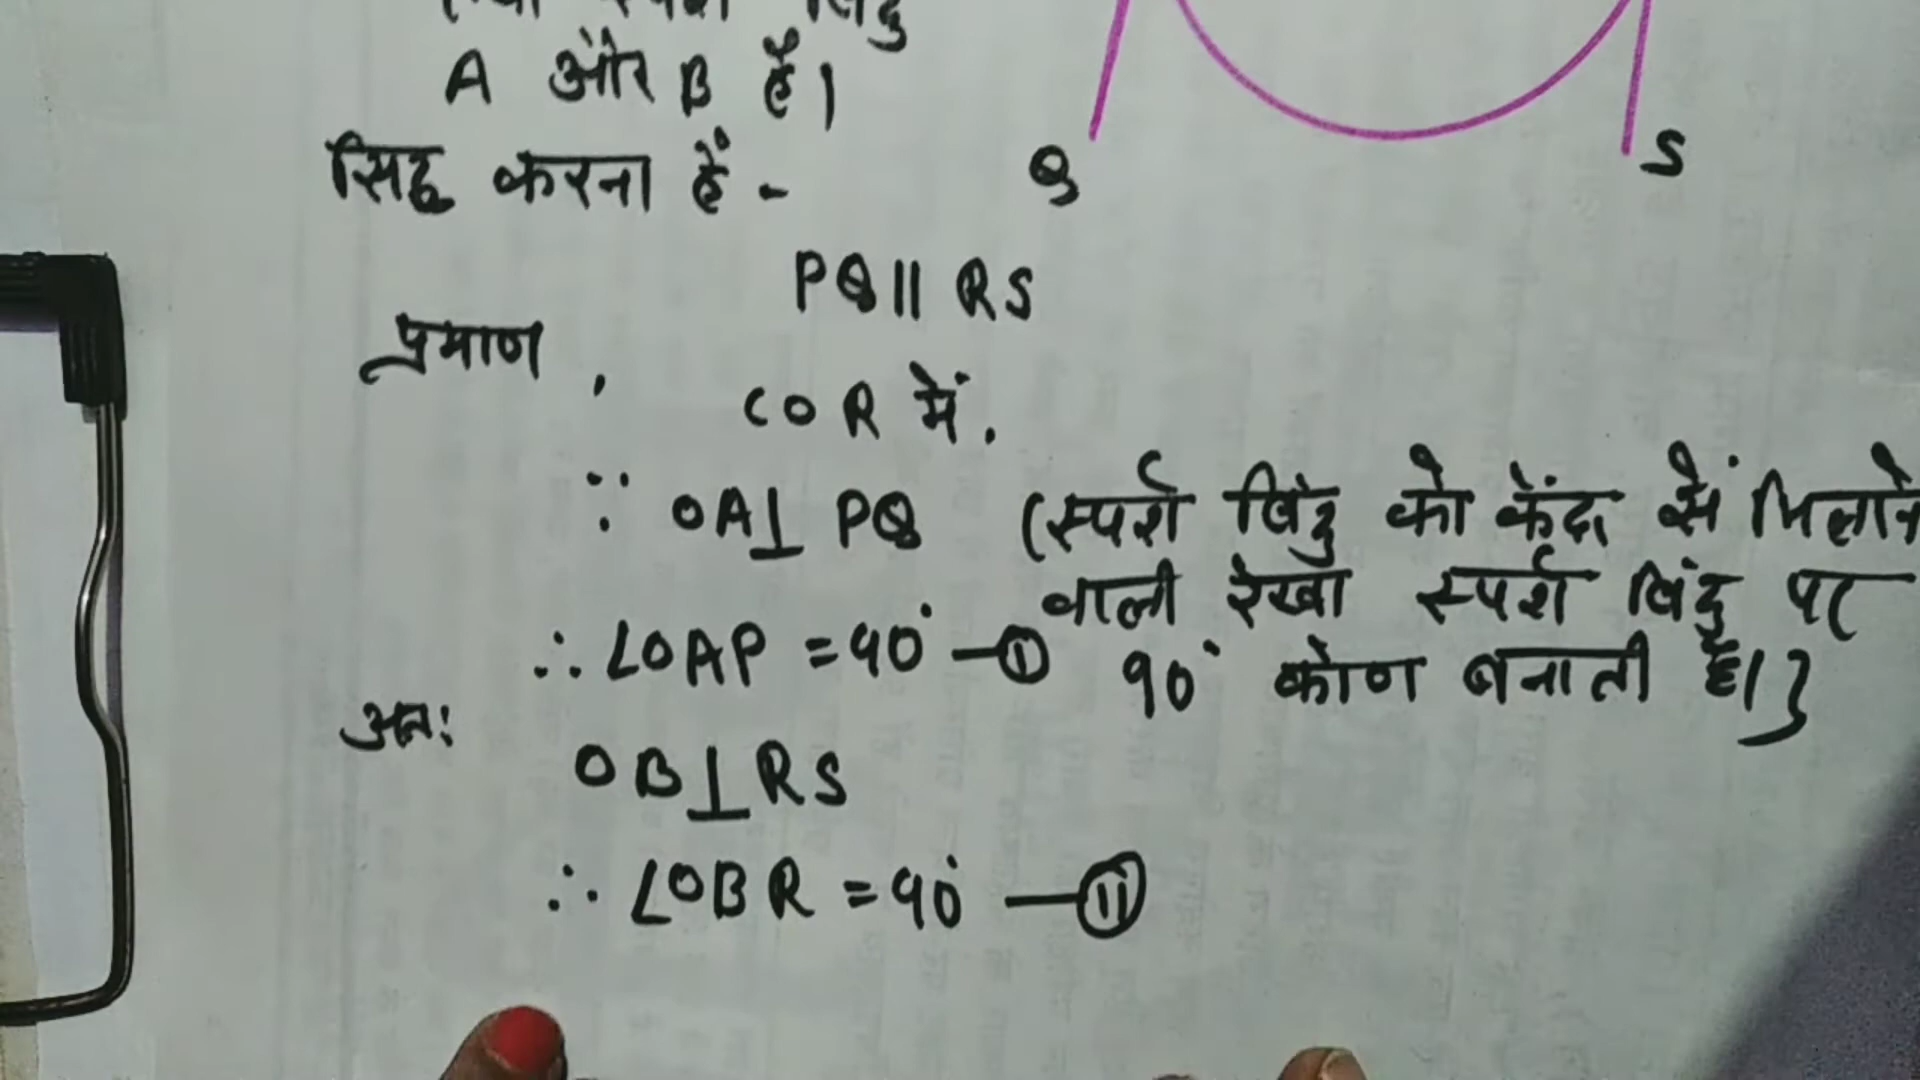 स्पर्श बिंदु
A और B है।
सिद्ध करना हैं -
Q
S
PQ || RS
प्रमाण,
C O R में,
∵ OA⊥ PQ (स्पर्श बिंदु को केंद्र सें मिलाने
वाली रेखा स्पर्श बिंदु पर
∴ ∠OAP = 90° —(I)
90° कोण बनाती है।}
अतः
OB⊥RS
∴ ∠OBR = 90° —(II)